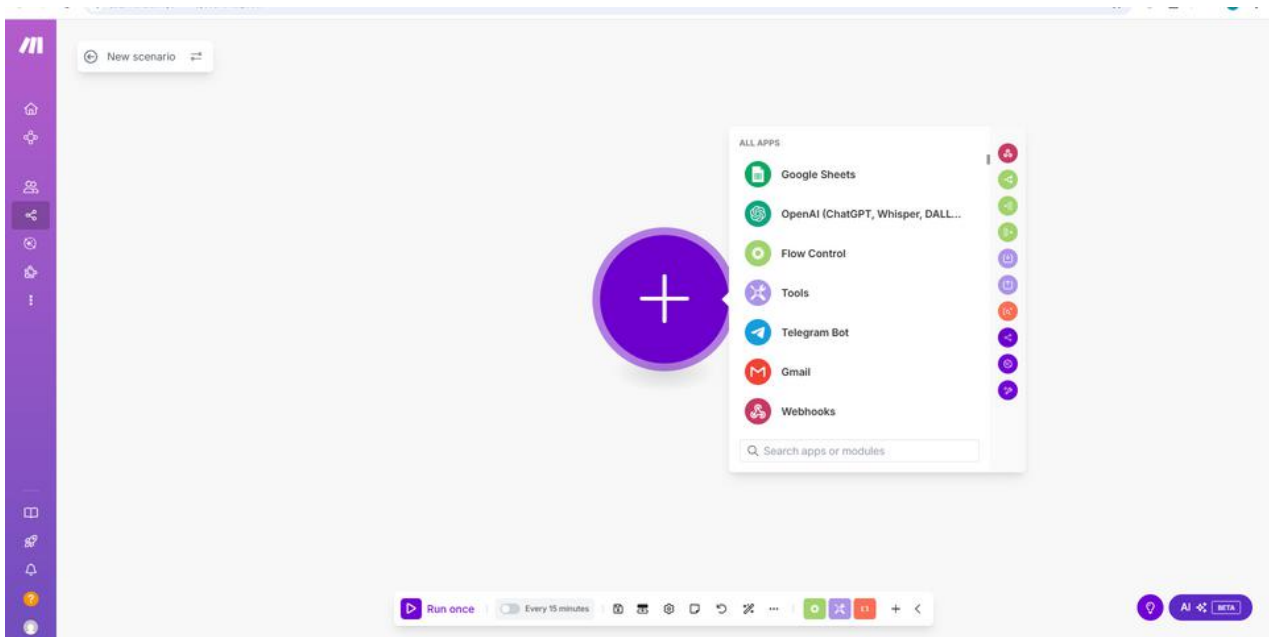 New scenario
ALL APPS
Google Sheets
OpenAI (ChatGPT, Whisper, DALL...
Flow Control
Tools
Telegram Bot
Gmail
Webhooks
Search apps or modules
Run once
Every 15 minutes
AI
BETA